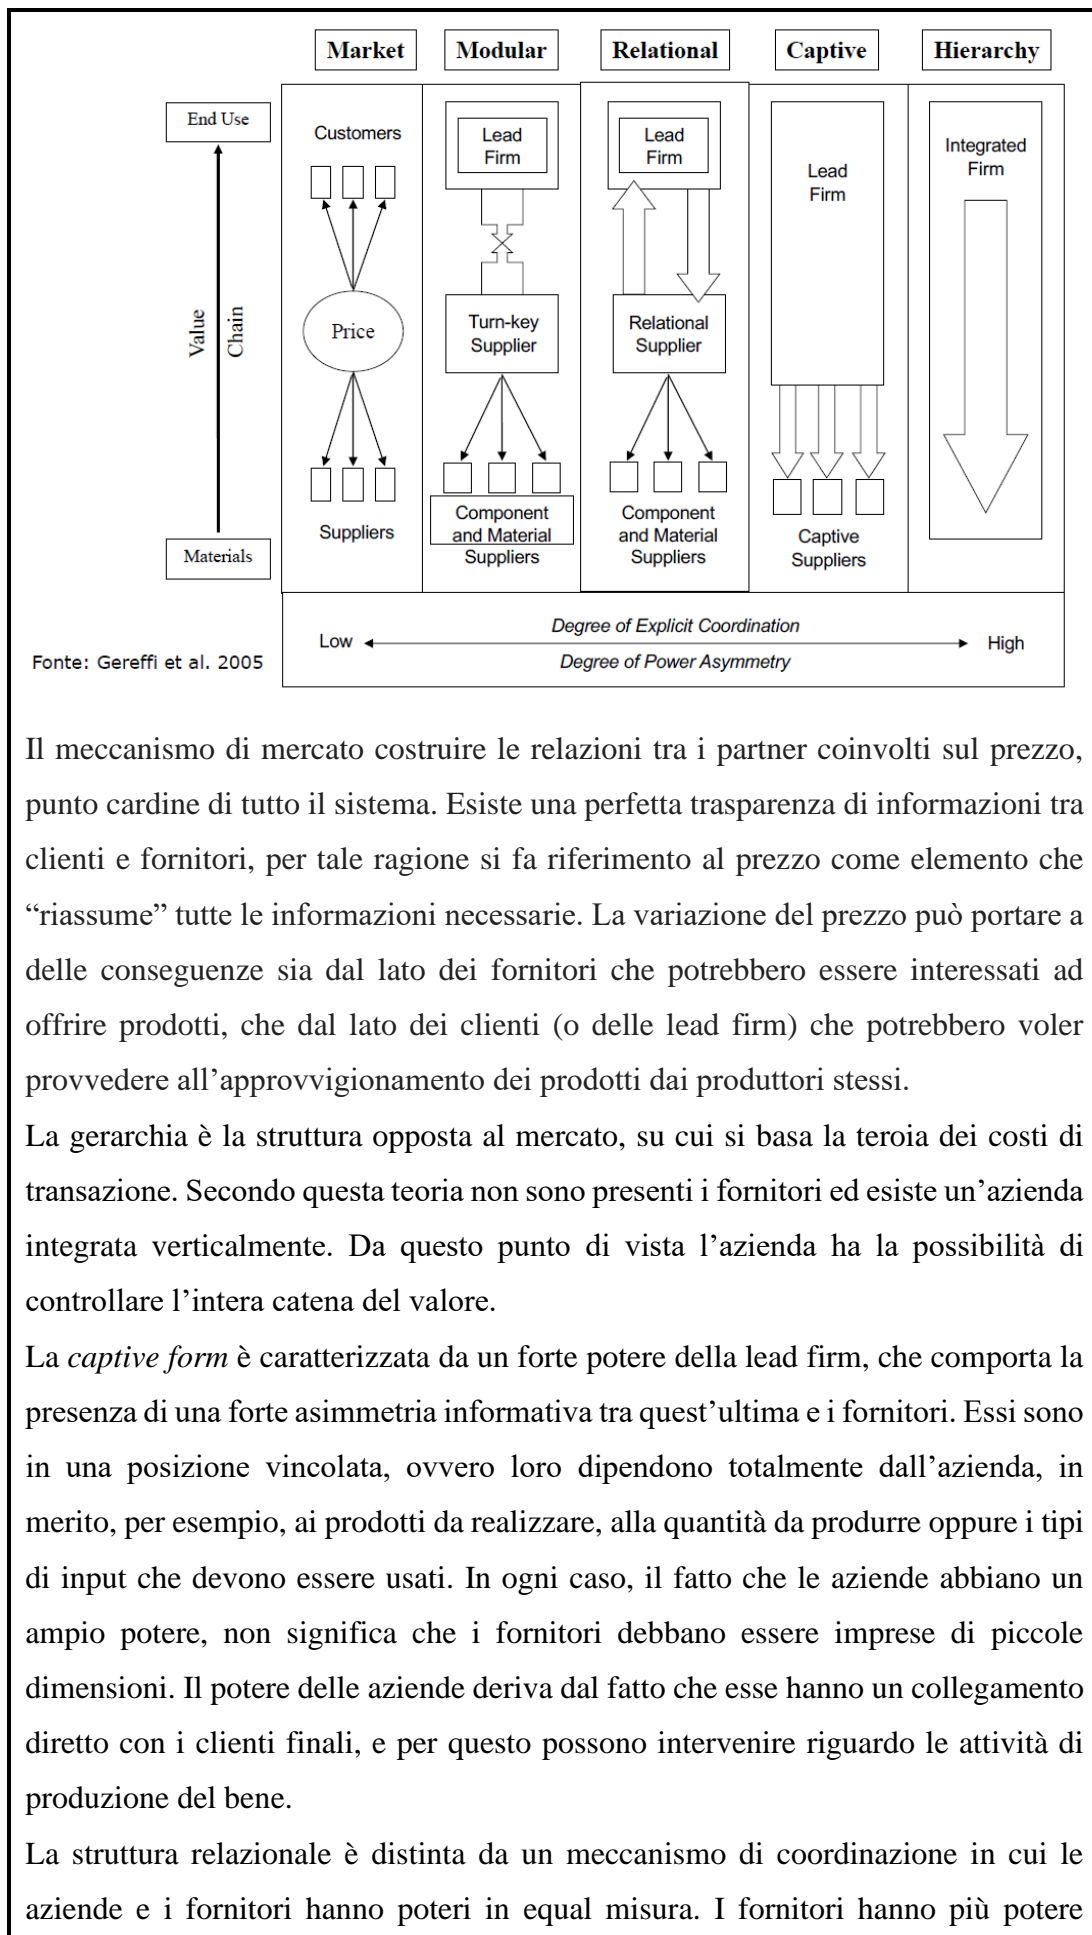 Market Modular Relational Captive Hierarchy
End Use
Value Chain
Materials
Customers
Price
Suppliers
Lead
Firm
Turn-key
Supplier
Component
and Material
Suppliers
Lead
Firm
Relational
Supplier
Component
and Material
Suppliers
Lead
Firm
Captive
Suppliers
Integrated
Firm
Degree of Explicit Coordination
Low High
Degree of Power Asymmetry
Fonte: Gereffi et al. 2005
Il meccanismo di mercato costruire le relazioni tra i partner coinvolti sul prezzo,
punto cardine di tutto il sistema. Esiste una perfetta trasparenza di informazioni tra
clienti e fornitori, per tale ragione si fa riferimento al prezzo come elemento che
“riassume” tutte le informazioni necessarie. La variazione del prezzo può portare a
delle conseguenze sia dal lato dei fornitori che potrebbero essere interessati ad
offrire prodotti, che dal lato dei clienti (o delle lead firm) che potrebbero voler
provvedere all’approvvigionamento dei prodotti dai produttori stessi.
La gerarchia è la struttura opposta al mercato, su cui si basa la teroia dei costi di
transazione. Secondo questa teoria non sono presenti i fornitori ed esiste un’azienda
integrata verticalmente. Da questo punto di vista l’azienda ha la possibilità di
controllare l’intera catena del valore.
La captive form è caratterizzata da un forte potere della lead firm, che comporta la
presenza di una forte asimmetria informativa tra quest’ultima e i fornitori. Essi sono
in una posizione vincolata, ovvero loro dipendono totalmente dall’azienda, in
merito, per esempio, ai prodotti da realizzare, alla quantità da produrre oppure i tipi
di input che devono essere usati. In ogni caso, il fatto che le aziende abbiano un
ampio potere, non significa che i fornitori debbano essere imprese di piccole
dimensioni. Il potere delle aziende deriva dal fatto che esse hanno un collegamento
diretto con i clienti finali, e per questo possono intervenire riguardo le attività di
produzione del bene.
La struttura relazionale è distinta da un meccanismo di coordinazione in cui le
aziende e i fornitori hanno poteri in equal misura. I fornitori hanno più potere